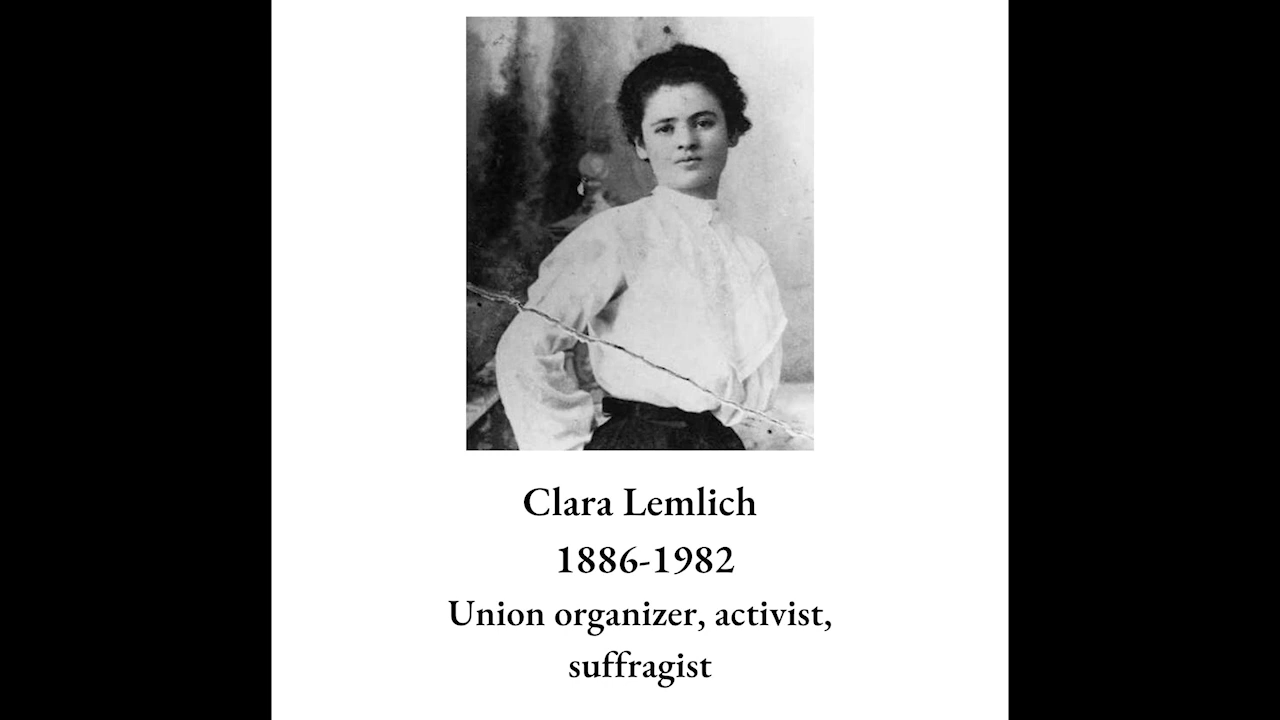 Clara Lemlich
1886-1982
Union organizer, activist,
suffragist